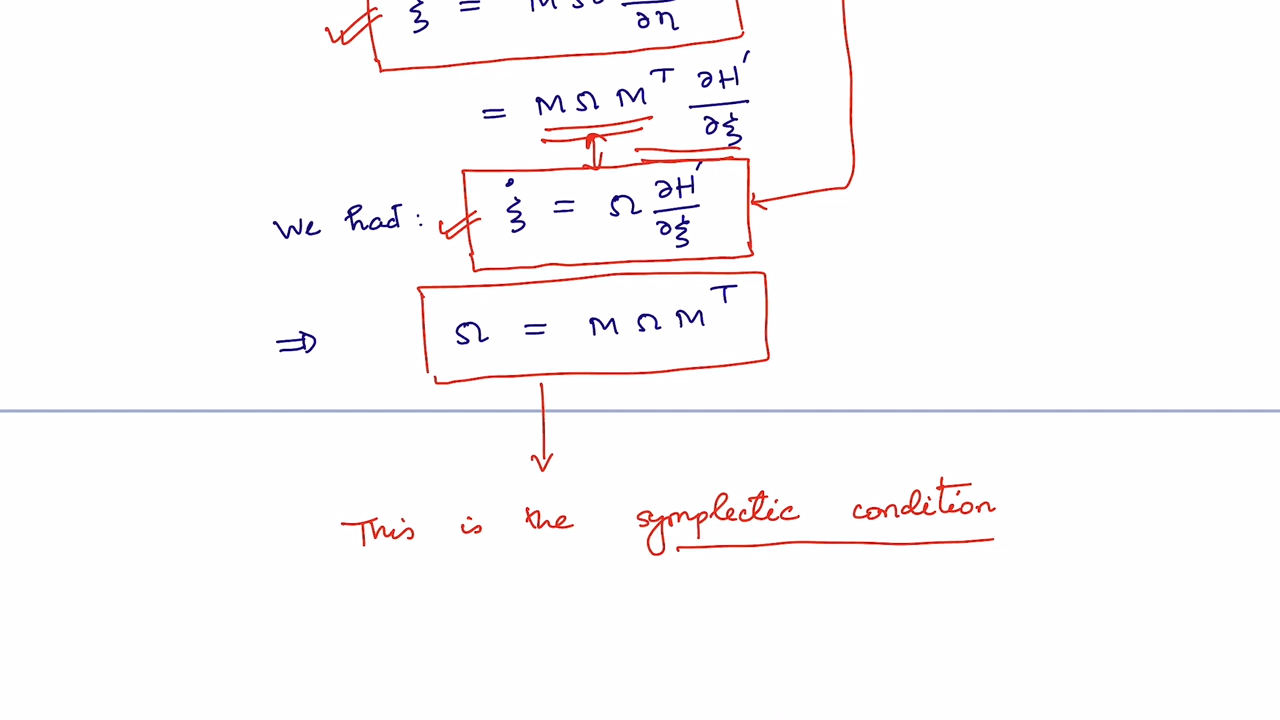 ξ = M Ω ∂η
= M Ω M^T ∂H'/∂ξ
We had: ξ̇ = Ω ∂H'/∂ξ
⇒ Ω = M Ω M^T
This is the symplectic condition